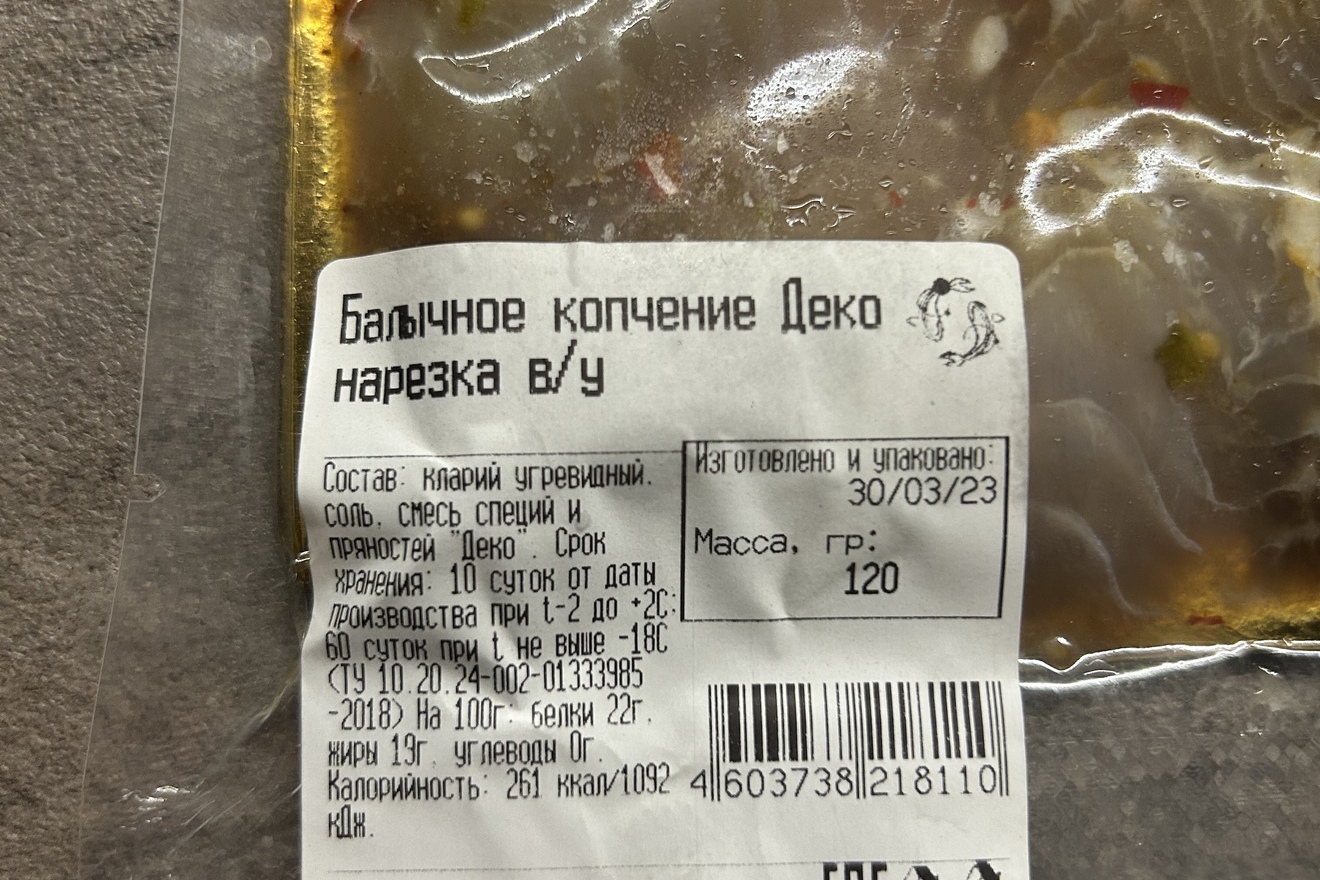 Балычное копчение Деко
нарезка в/у
Состав: кларий угревидный.
соль, смесь специй и
пряностей "Деко". Срок
хранения: 10 суток от даты
производства при t-2 до +2С:
60 суток при t не выше -18С
(ТУ 10.20.24-002-01333985
-2018) На 100г: белки 22г.
жиры 19г. углеводы 0г.
Калорийность: 261 ккал/1092
кДж.
Изготовлено и упаковано:
30/03/23
Масса, гр:
120
4 603738 218110